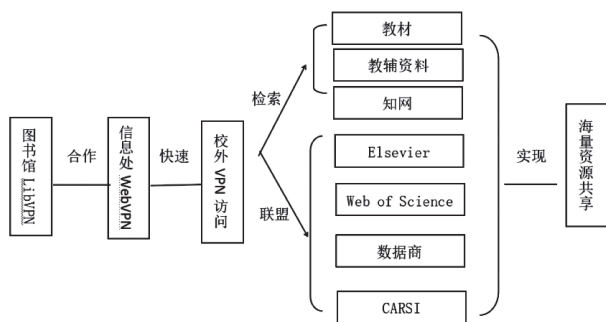 图书馆 LibVPN
合作
信息处 WebVPN
快速
校外 VPN 访问
检索
联盟
教材
教辅资料
知网
Elsevier
Web of Science
数据商
CARSI
实现
海量资源共享